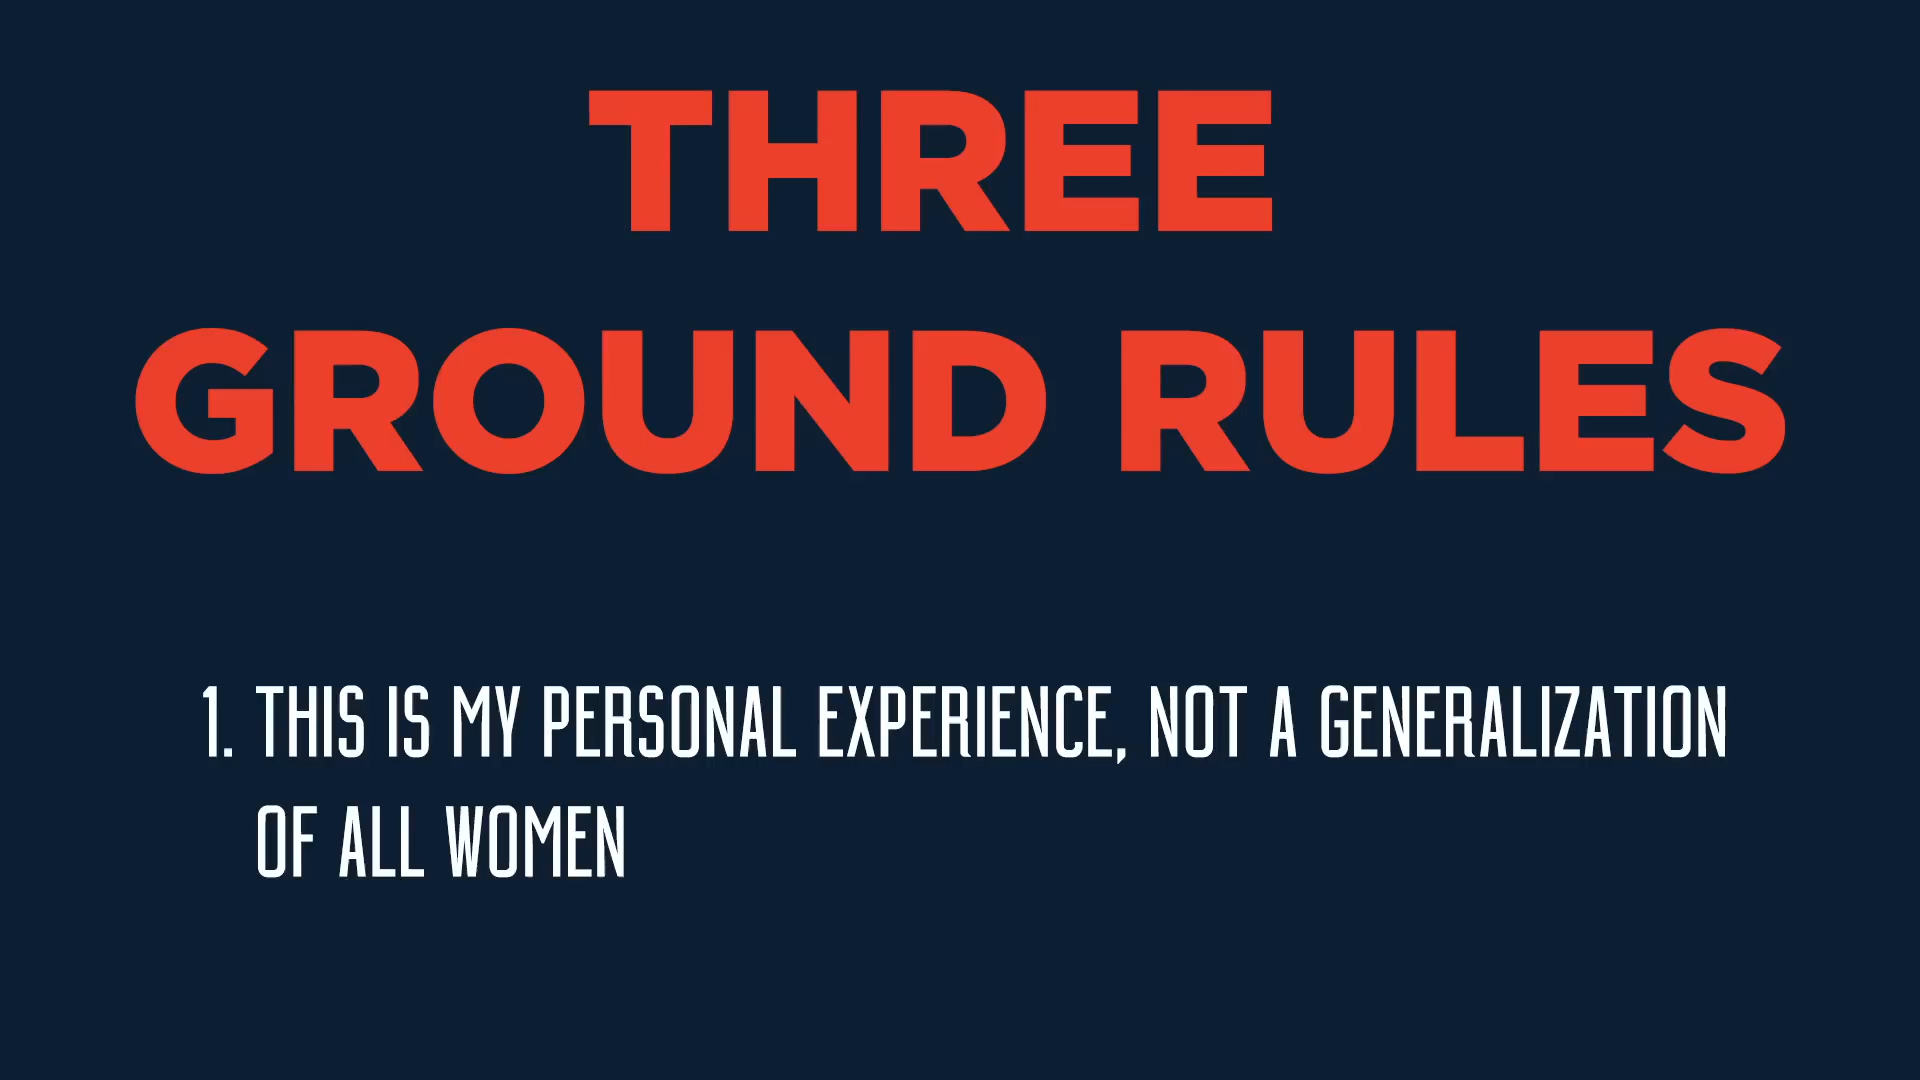 THREE
GROUND RULES
1. THIS IS MY PERSONAL EXPERIENCE, NOT A GENERALIZATION
OF ALL WOMEN